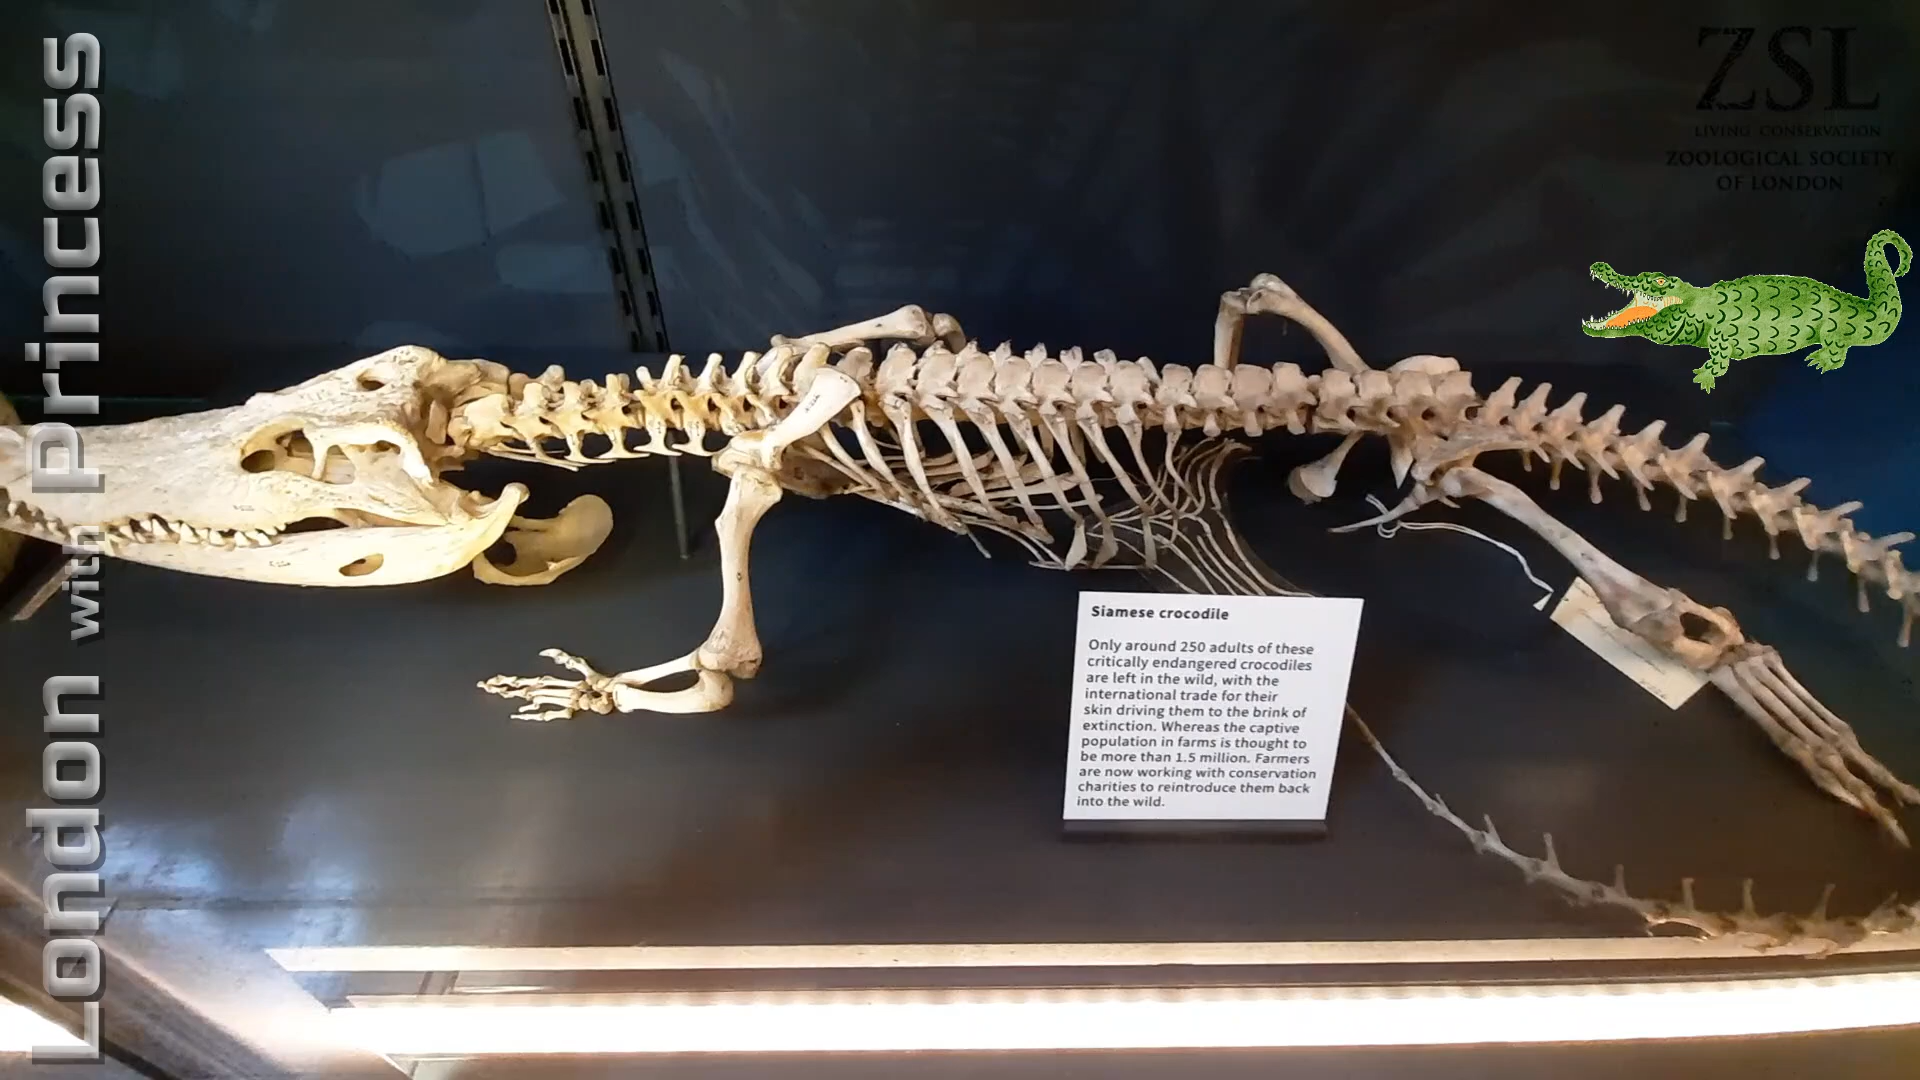 London with Princess
ZSL
LIVING CONSERVATION
ZOOLOGICAL SOCIETY
OF LONDON
Siamese crocodile
Only around 250 adults of these
critically endangered crocodiles
are left in the wild, with the
international trade for their
skin driving them to the brink of
extinction. Whereas the captive
population in farms is thought to
be more than 1.5 million. Farmers
are now working with conservation
charities to reintroduce them back
into the wild.